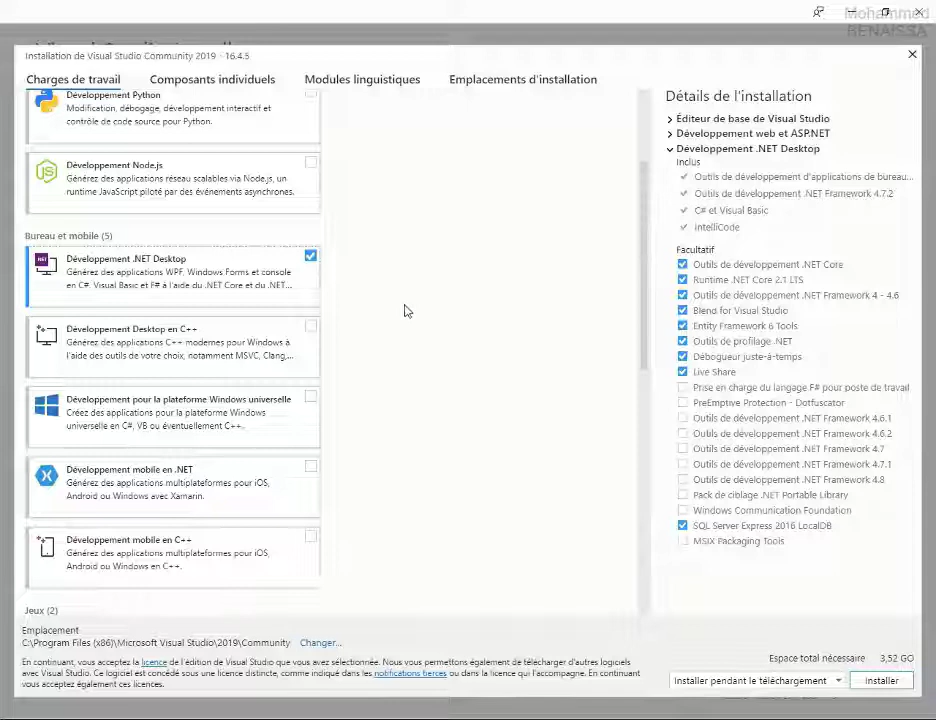 Mohammed
BENAISSA
Installation de Visual Studio Community 2019 - 16.4.5
Charges de travail
Composants individuels
Modules linguistiques
Emplacements d'installation
Développement Python
Modification, débogage, développement interactif et
contrôle de code source pour Python.
Développement Node.js
Générez des applications réseau scalables via Node.js, un
runtime JavaScript piloté par des événements asynchrones.
Bureau et mobile (5)
Développement .NET Desktop
Générez des applications WPF, Windows Forms et console
en C#, Visual Basic et F# à l'aide du .NET Core et du .NET...
Développement Desktop en C++
Générez des applications C++ modernes pour Windows à
l'aide des outils de votre choix, notamment MSVC, Clang,...
Développement pour la plateforme Windows universelle
Créez des applications pour la plateforme Windows
universelle en C#, VB ou éventuellement C++.
Développement mobile en .NET
Générez des applications multiplateformes pour iOS,
Android ou Windows avec Xamarin.
Développement mobile en C++
Générez des applications multiplateformes pour iOS,
Android ou Windows en C++.
Jeux (2)
Détails de l'installation
Éditeur de base de Visual Studio
Développement web et ASP.NET
Développement .NET Desktop
Inclus
Outils de développement d'applications de bureau...
Outils de développement .NET Framework 4.7.2
C# et Visual Basic
IntelliCode
Facultatif
Outils de développement .NET Core
Runtime .NET Core 2.1 LTS
Outils de développement .NET Framework 4 - 4.6
Blend for Visual Studio
Entity Framework 6 Tools
Outils de profilage .NET
Débogueur juste-à-temps
Live Share
Prise en charge du langage F# pour poste de travail
PreEmptive Protection - Dotfuscator
Outils de développement .NET Framework 4.6.1
Outils de développement .NET Framework 4.6.2
Outils de développement .NET Framework 4.7
Outils de développement .NET Framework 4.7.1
Outils de développement .NET Framework 4.8
Pack de ciblage .NET Portable Library
Windows Communication Foundation
SQL Server Express 2016 LocalDB
MSIX Packaging Tools
Emplacement
C:\Program Files (x86)\Microsoft Visual Studio\2019\Community Changer...
En continuant, vous acceptez la licence de l'édition de Visual Studio que vous avez sélectionnée. Nous vous permettons également de télécharger d'autres logiciels
avec Visual Studio. Ce logiciel est concédé sous une licence distincte, comme indiqué dans les notifications tierces ou dans la licence qui l'accompagne. En continuant
vous acceptez également ces licences.
Espace total nécessaire 3,52 GO
Installer pendant le téléchargement
Installer